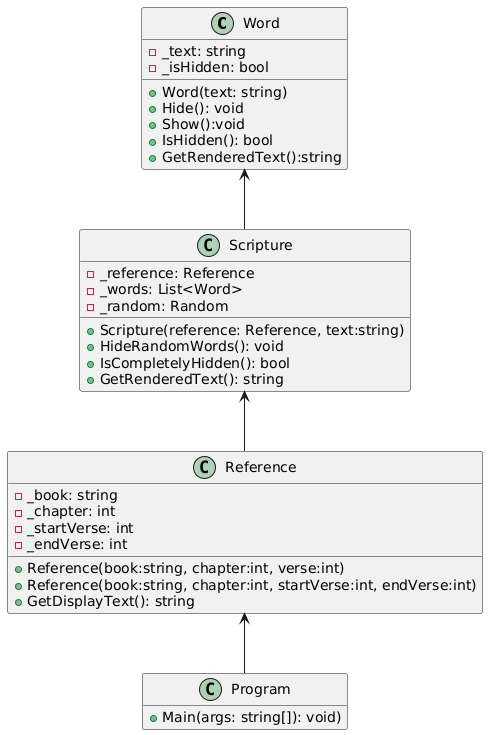 C Word
_text: string
_isHidden: bool
Word(text: string)
Hide(): void
Show():void
IsHidden(): bool
GetRenderedText():string
C Scripture
_reference: Reference
_words: List<Word>
_random: Random
Scripture(reference: Reference, text:string)
HideRandomWords(): void
IsCompletelyHidden(): bool
GetRenderedText(): string
C Reference
_book: string
_chapter: int
_startVerse: int
_endVerse: int
Reference(book:string, chapter:int, verse:int)
Reference(book:string, chapter:int, startVerse:int, endVerse:int)
GetDisplayText(): string
C Program
Main(args: string[]): void)